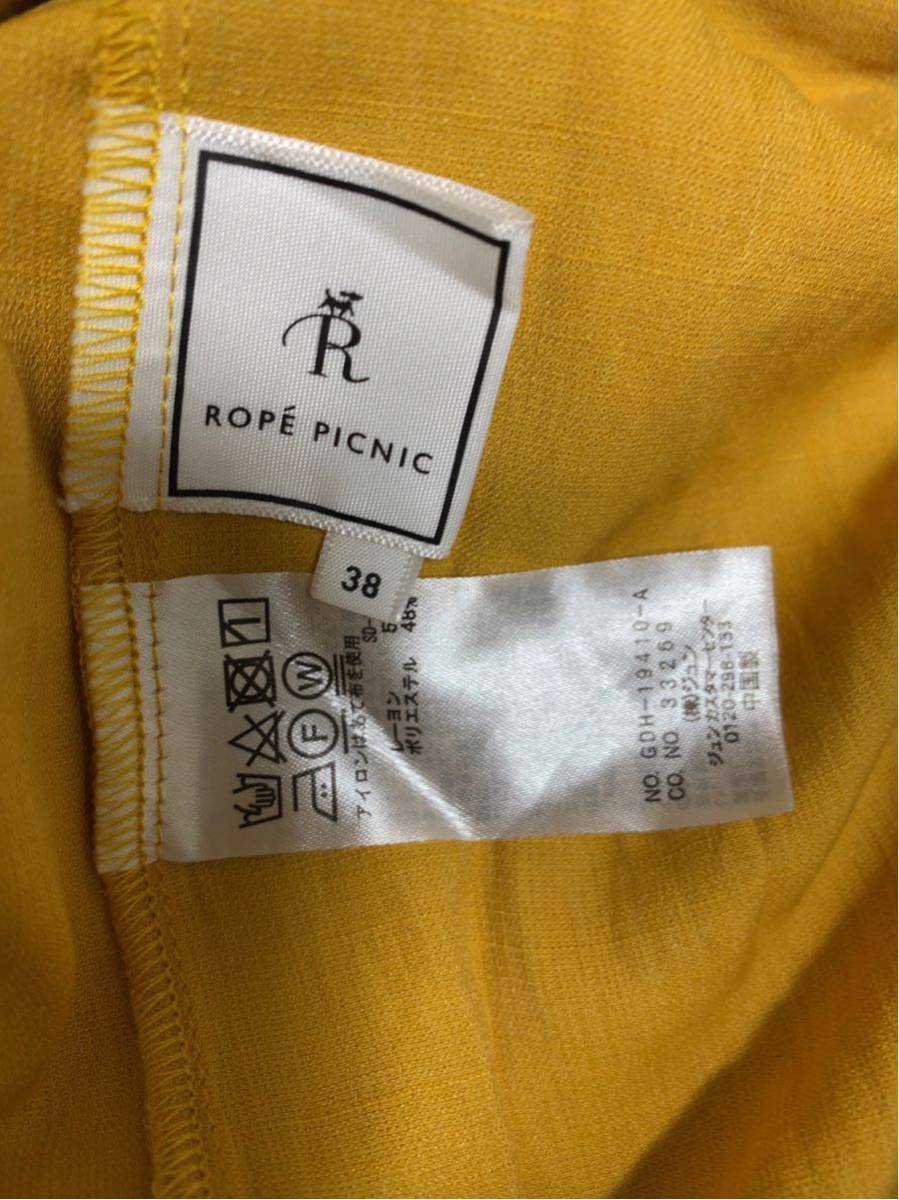 R
ROPÉ PICNIC
38
W
F
アイロンはあて布を使用
SD-
レーヨン 5
ポリエステル 48%
NO. GDH-19410-A
CO. NO. 33269
(株)ジュン
ジュンカスタマーセンター
0120-298-133
中国製